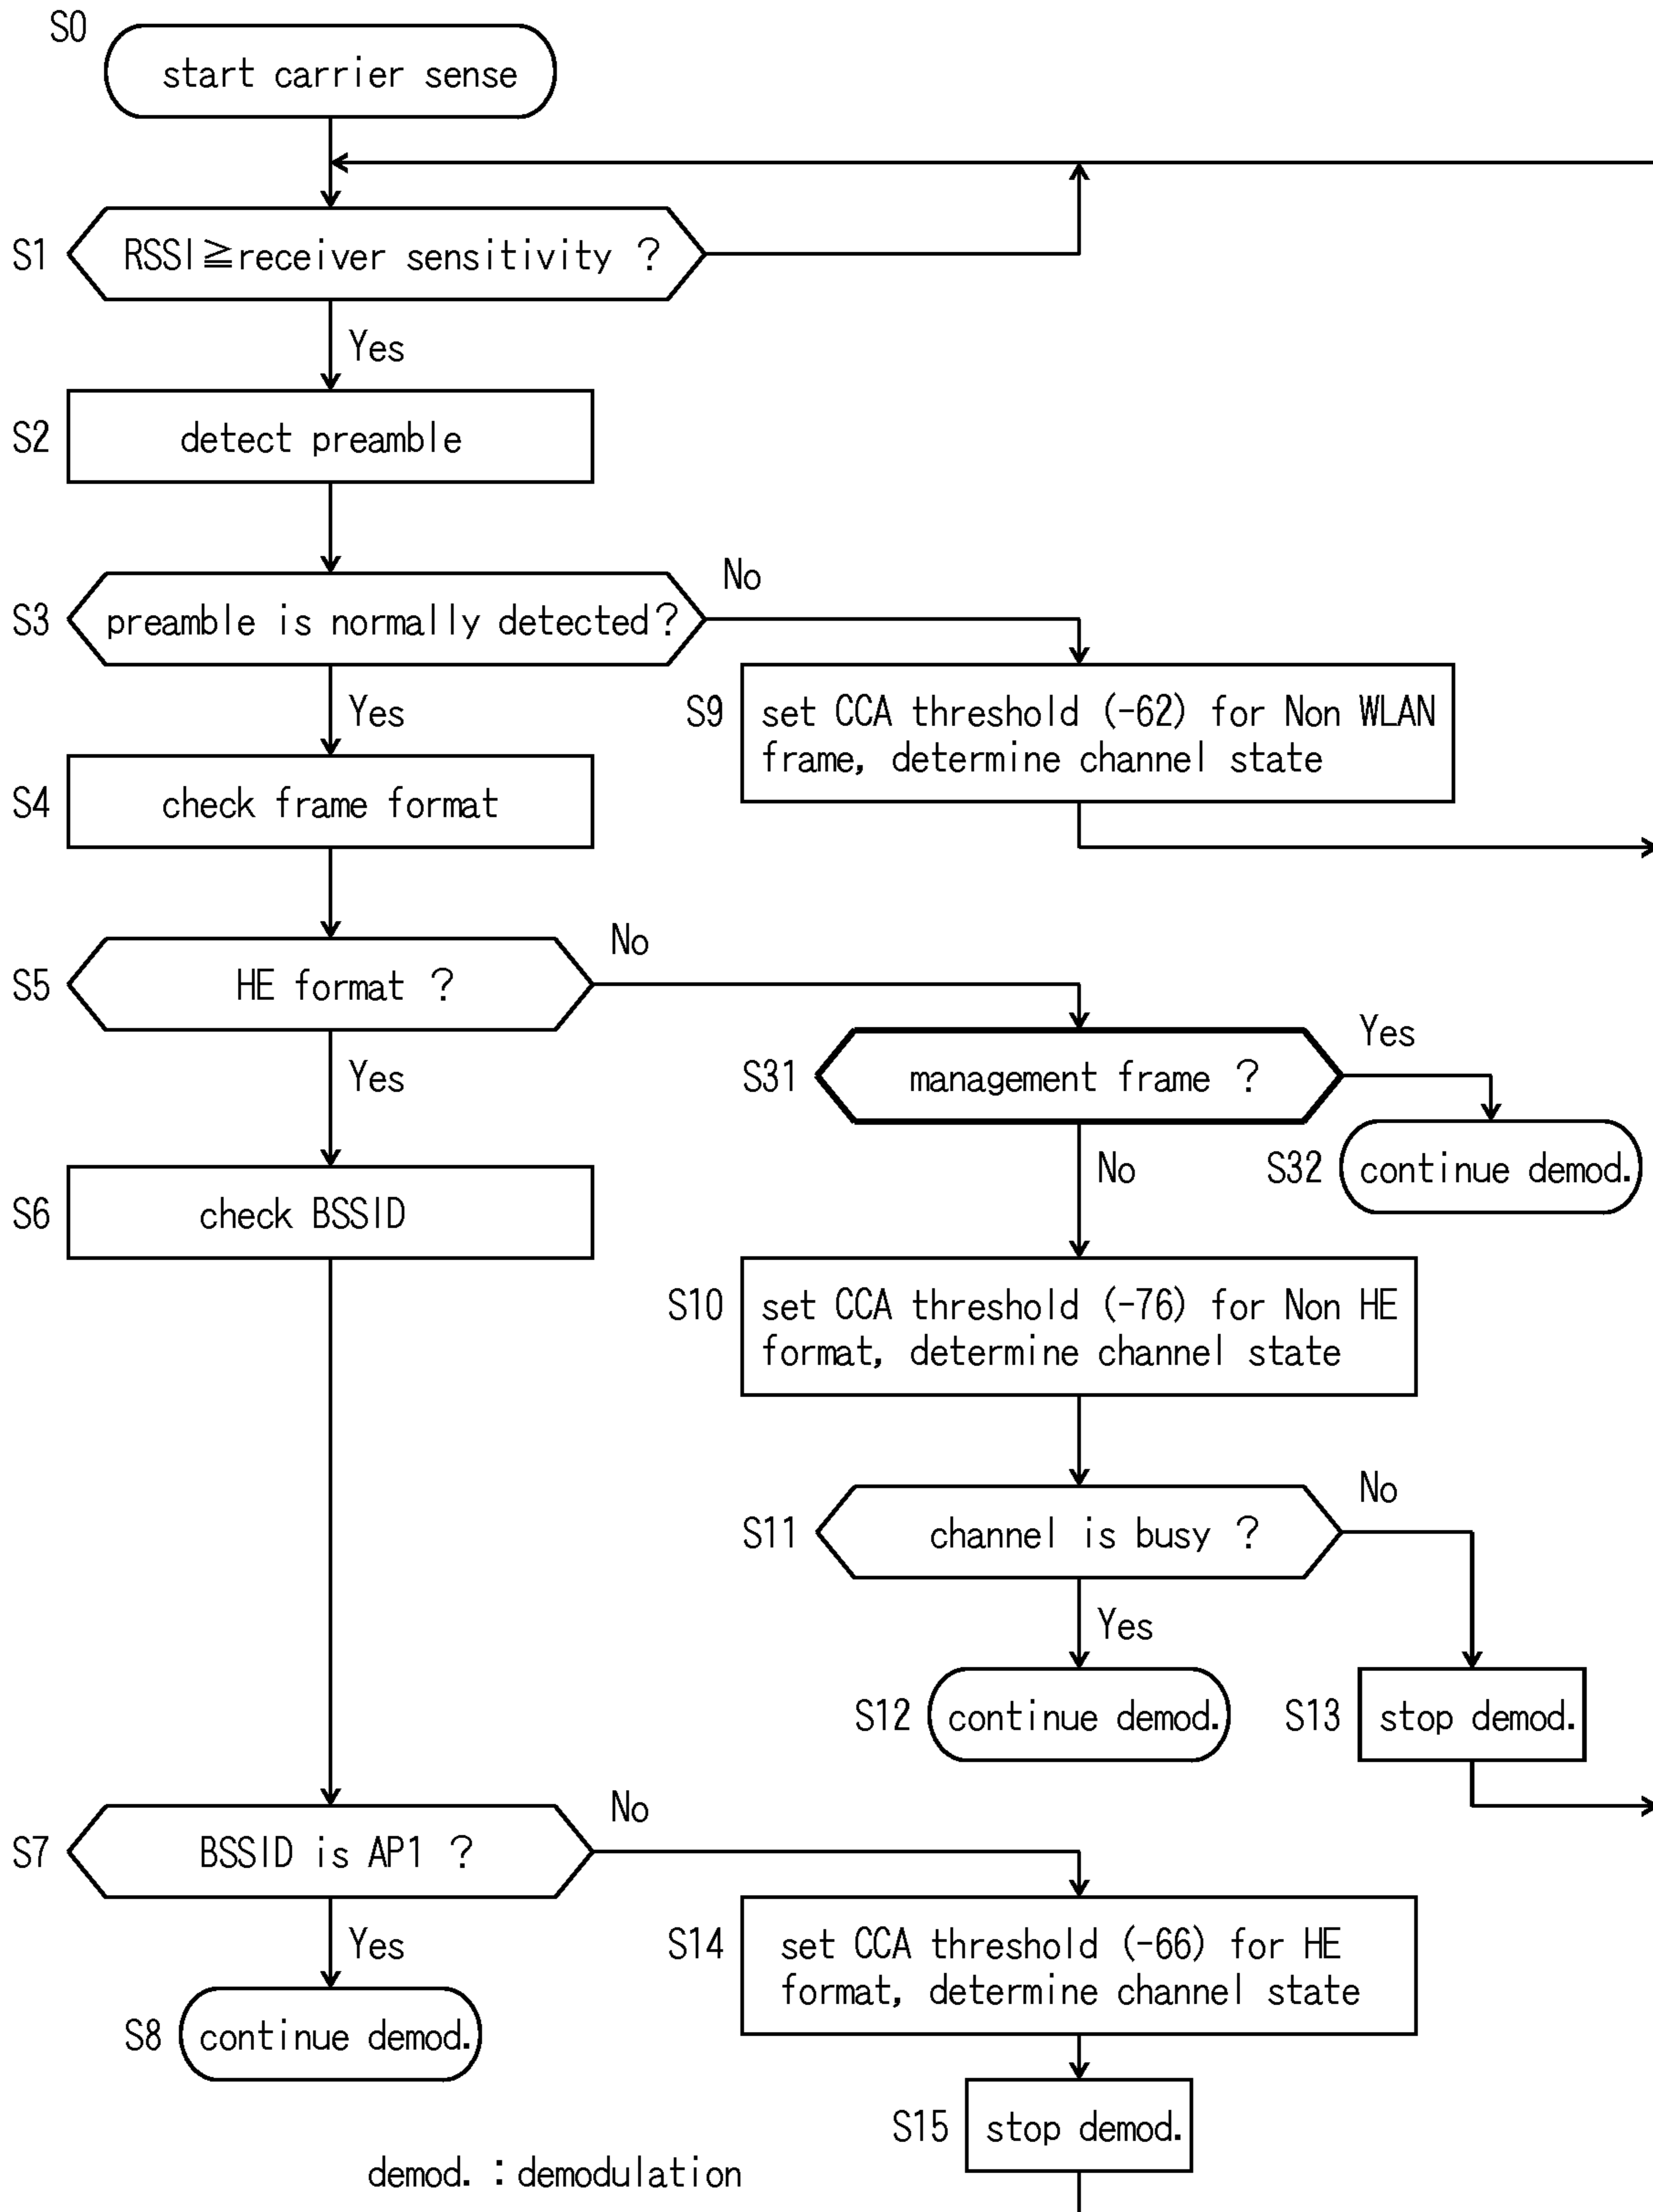 S0
start carrier sense
S1
RSSI≧receiver sensitivity ?
Yes
S2
detect preamble
No
S3
preamble is normally detected?
Yes
S9
set CCA threshold (-62) for Non WLAN
frame, determine channel state
S4
check frame format
No
S5
HE format ?
Yes
Yes
S31
management frame ?
No
S32
continue demod.
S6
check BSSID
S10
set CCA threshold (-76) for Non HE
format, determine channel state
No
S11
channel is busy ?
Yes
S12
continue demod.
S13
stop demod.
No
S7
BSSID is AP1 ?
Yes
S14
set CCA threshold (-66) for HE
format, determine channel state
S8
continue demod.
S15
stop demod.
demod. : demodulation